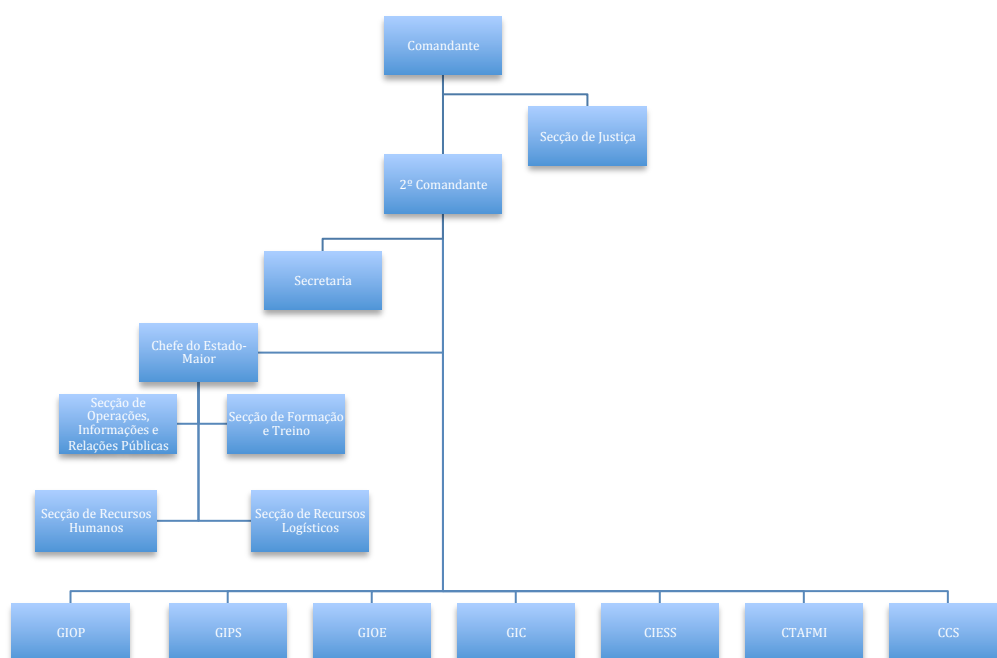 Comandante
Secção de Justiça
2º Comandante
Secretaria
Chefe do Estado-
Maior
Secção de
Operações,
Informações e
Relações Públicas
Secção de Formação
e Treino
Secção de Recursos
Humanos
Secção de Recursos
Logísticos
GIOP
GIPS
GIOE
GIC
CIESS
CTAFMI
CCS